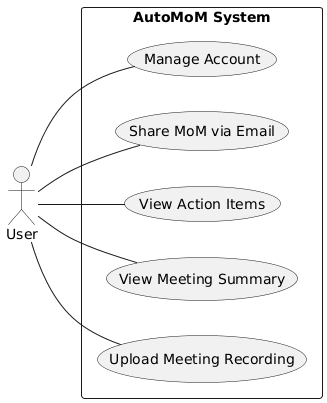 AutoMoM System
Manage Account
Share MoM via Email
View Action Items
User
View Meeting Summary
Upload Meeting Recording